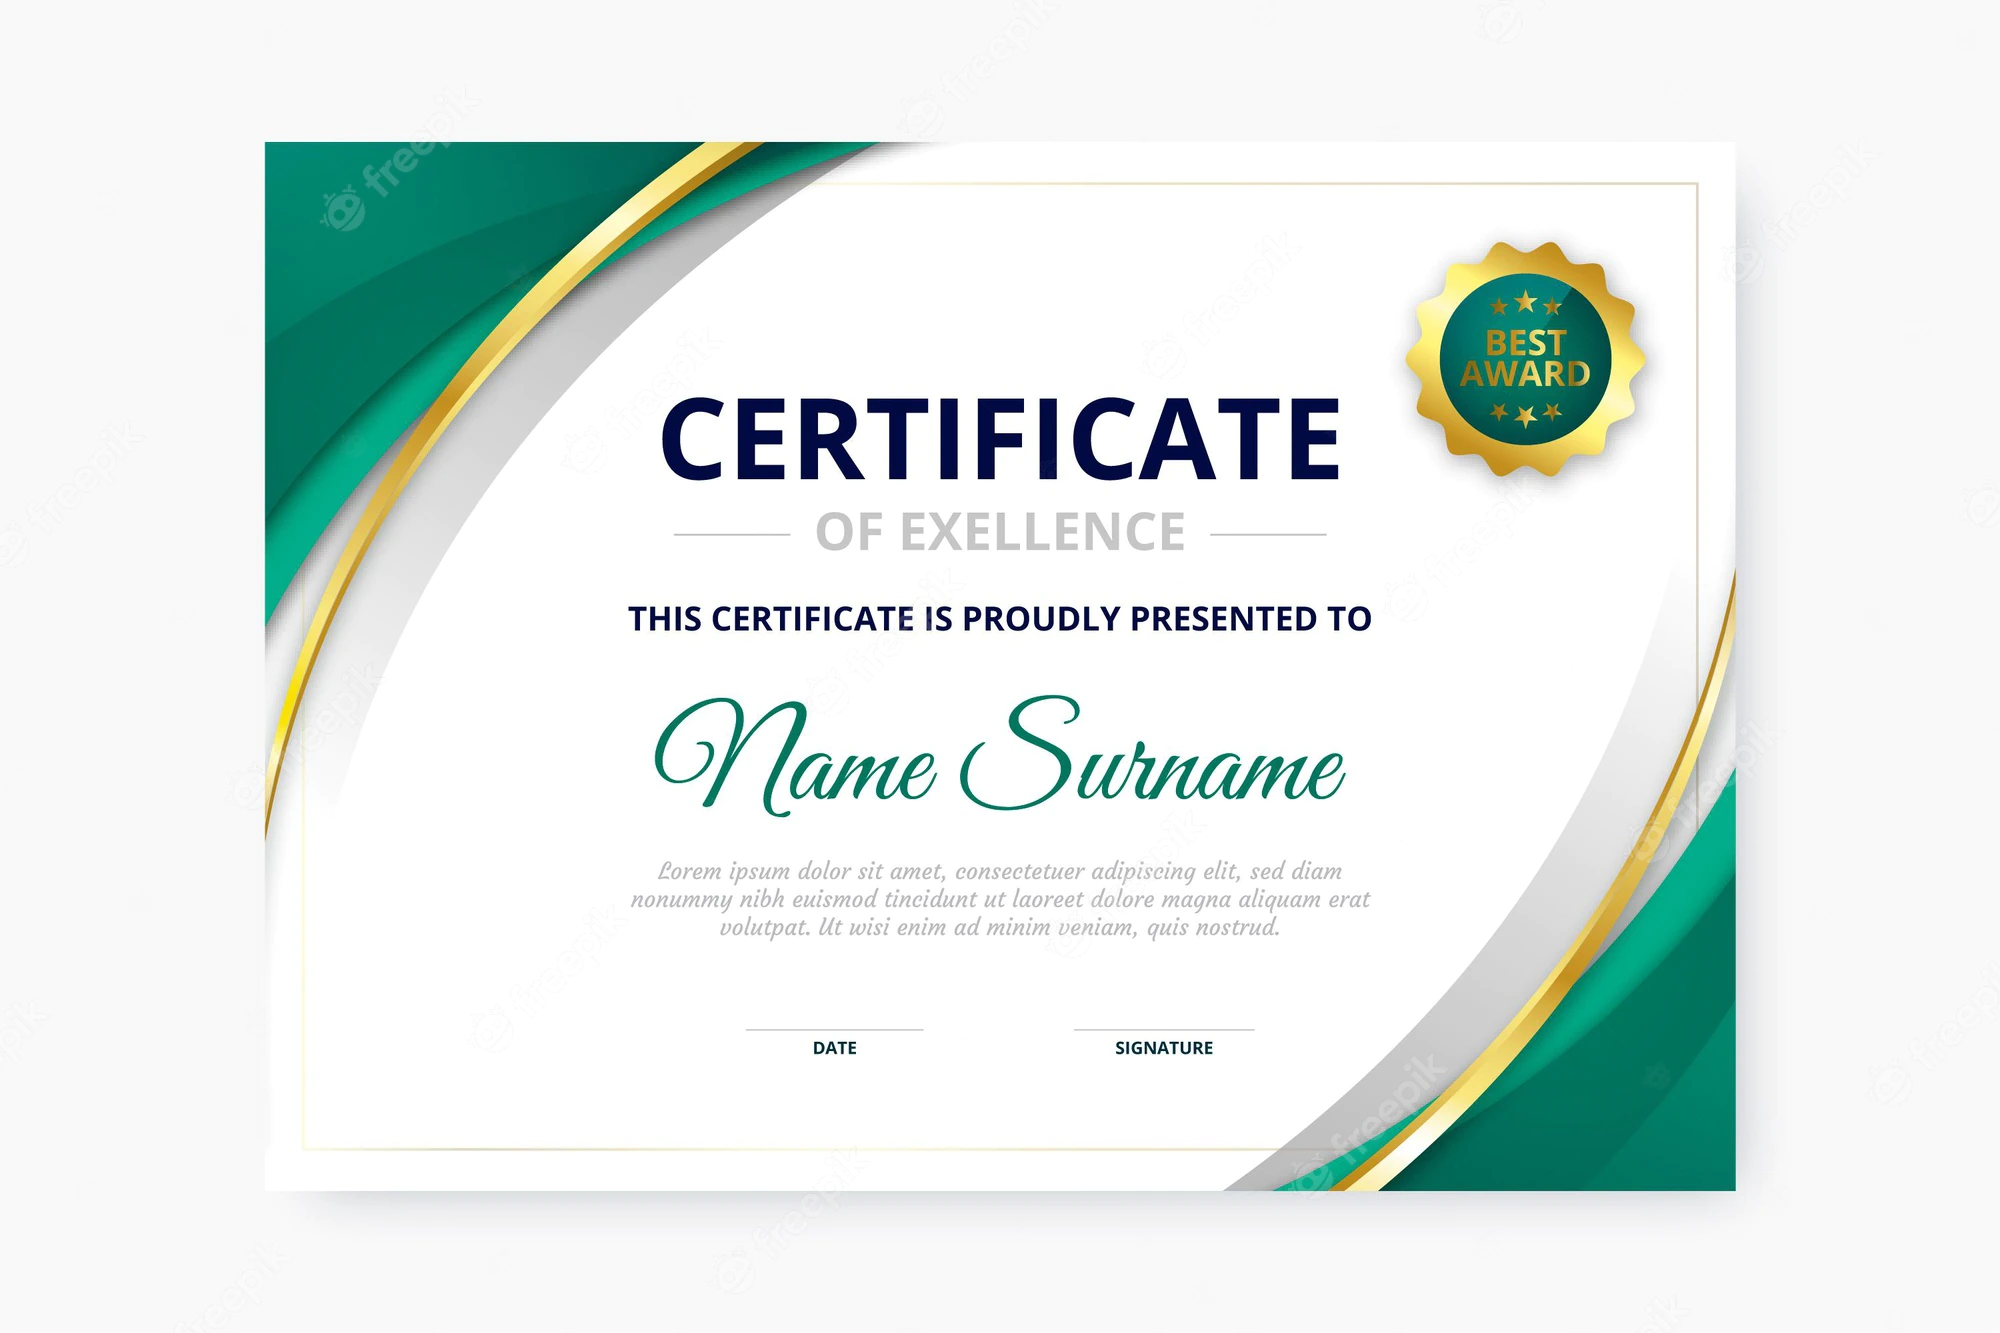 BEST
AWARD
CERTIFICATE
OF EXELLENCE
THIS CERTIFICATE IS PROUDLY PRESENTED TO
Name Surname
Lorem ipsum dolor sit amet, consectetuer adipiscing elit, sed diam
nonummy nibh euismod tincidunt ut laoreet dolore magna aliquam erat
volutpat. Ut wisi enim ad minim veniam, quis nostrud.
DATE
SIGNATURE
freepik